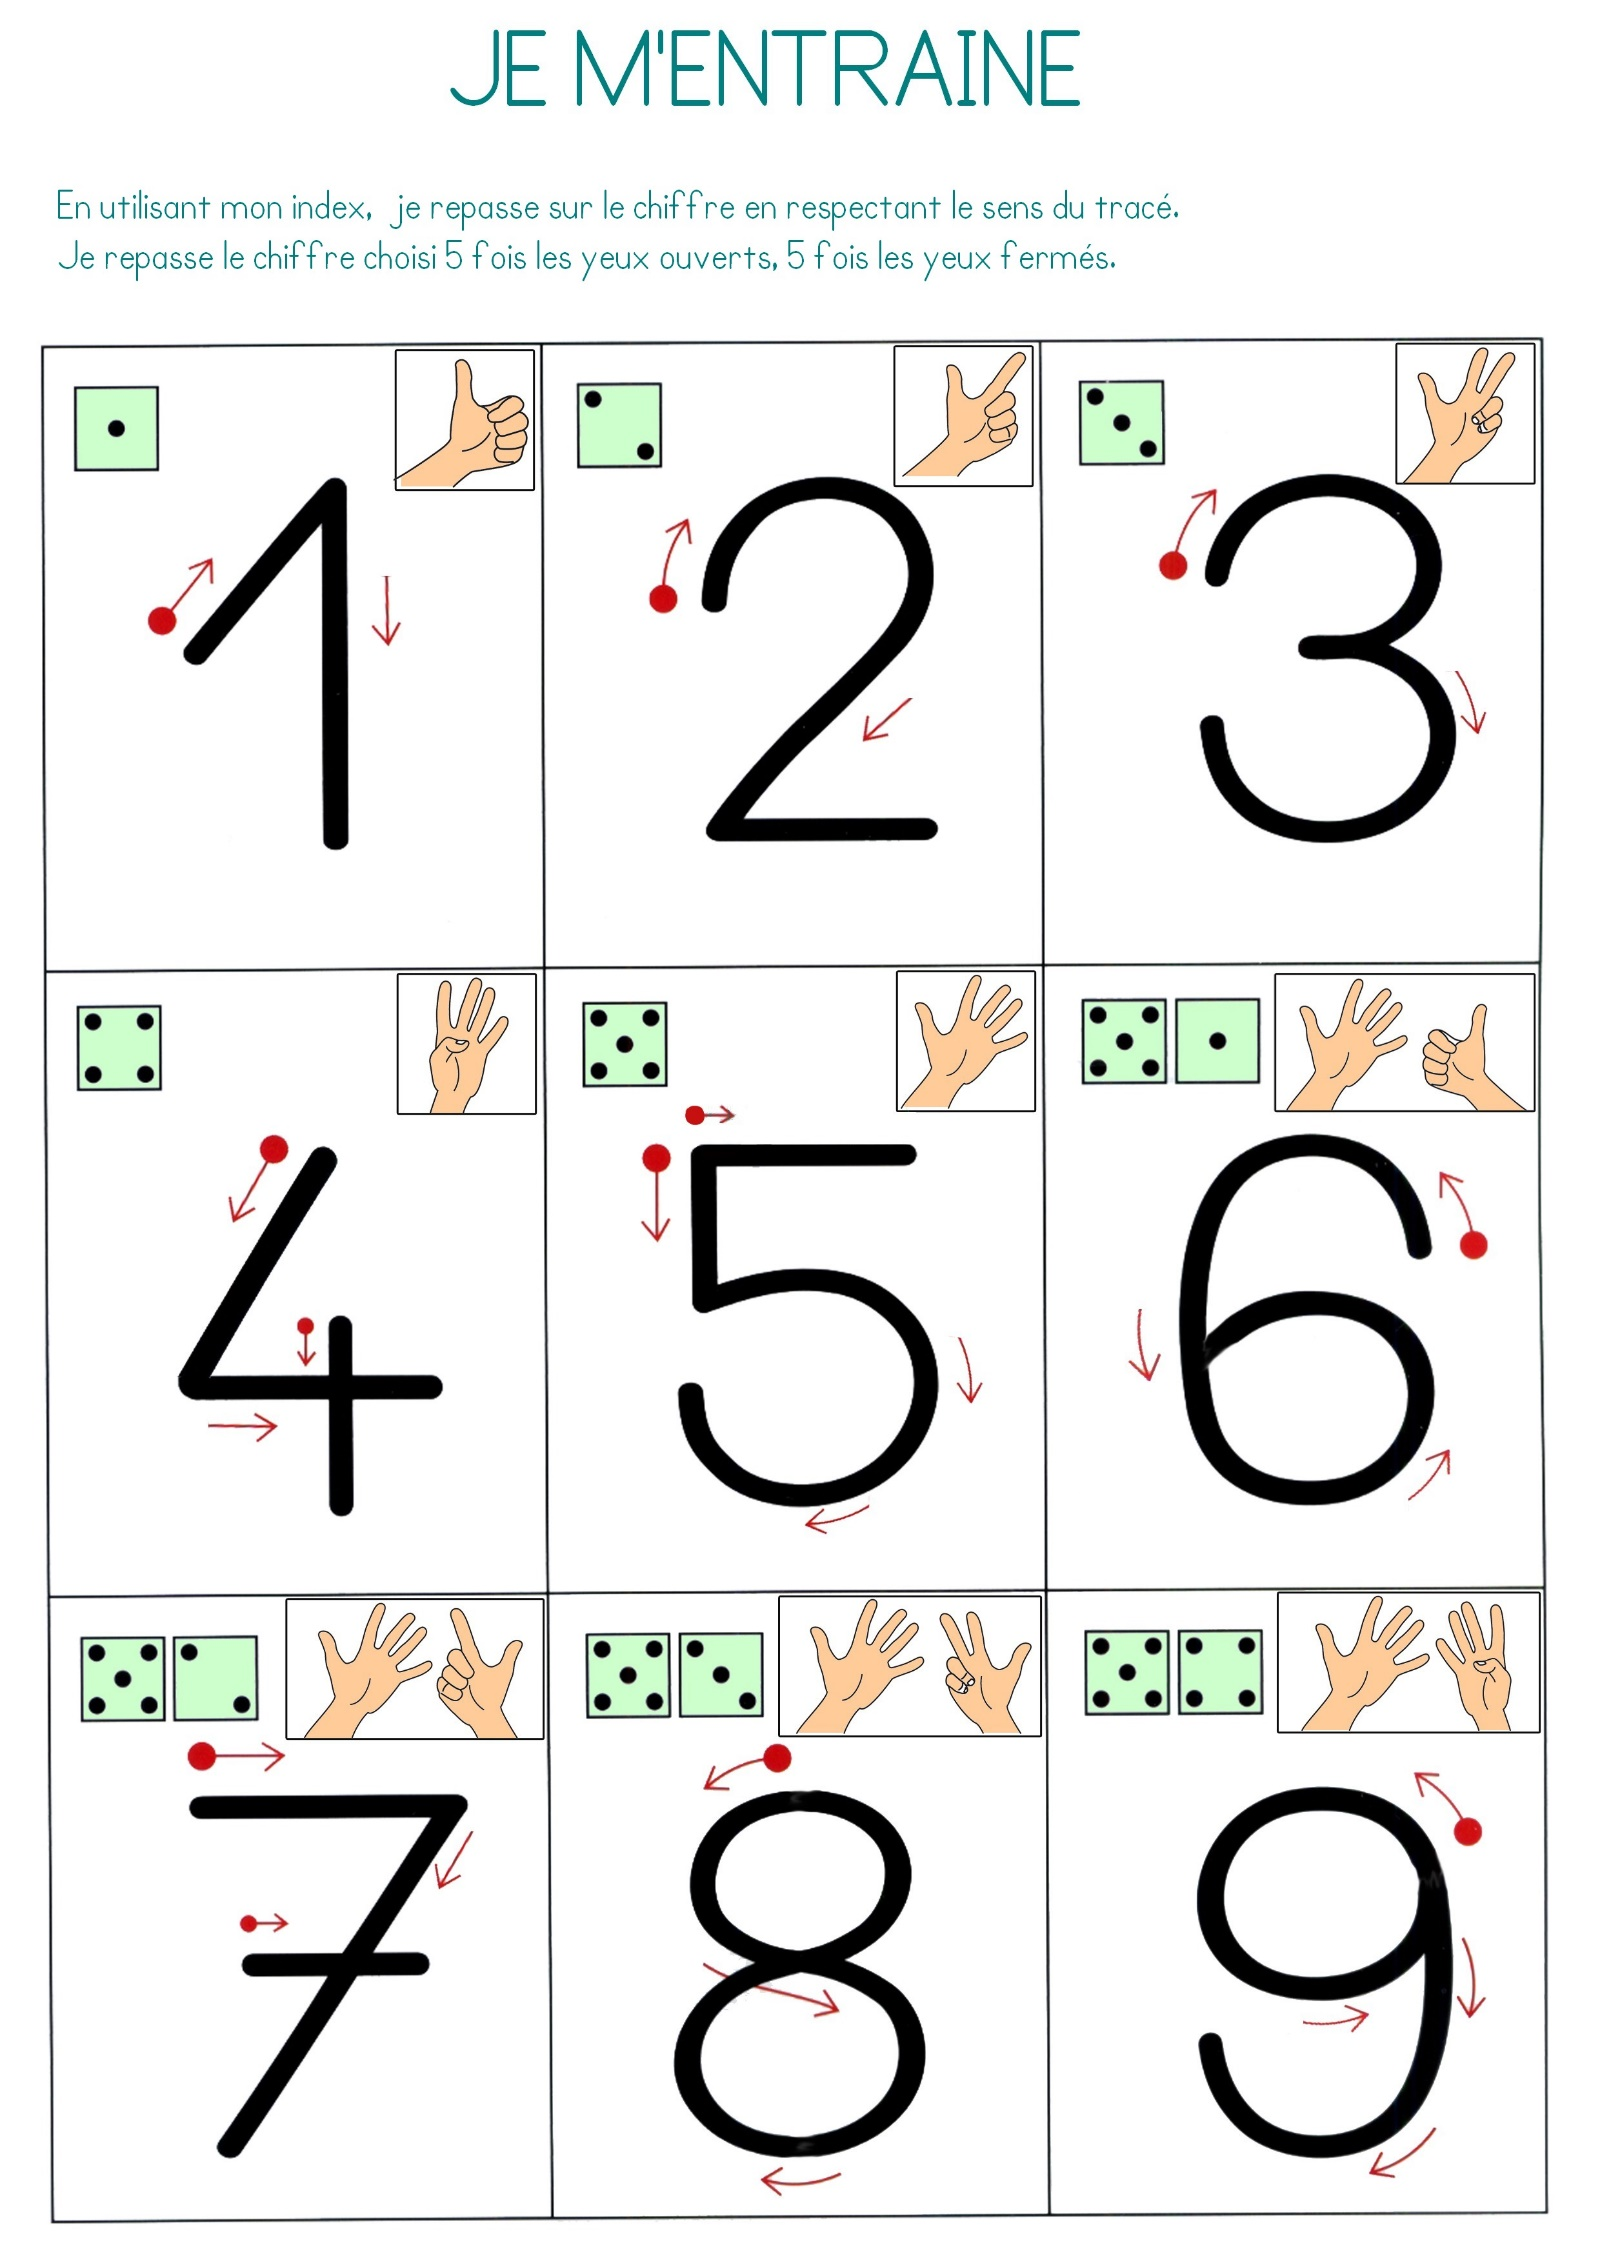 JE M'ENTRAINE
En utilisant mon index, je repasse sur le chiffre en respectant le sens du tracé.
Je repasse le chiffre choisi 5 fois les yeux ouverts, 5 fois les yeux fermés.
1 2 3
4 5 6
7 8 9